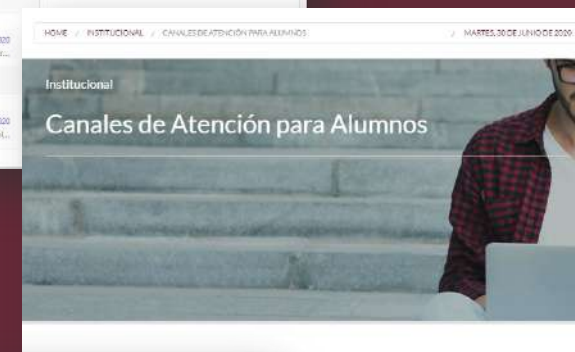 HOME / INSTITUCIONAL / CANALES DE ATENCIÓN PARA ALUMNOS / MARTES, 30 DE JUNIO DE 2020
Institucional
Canales de Atención para Alumnos